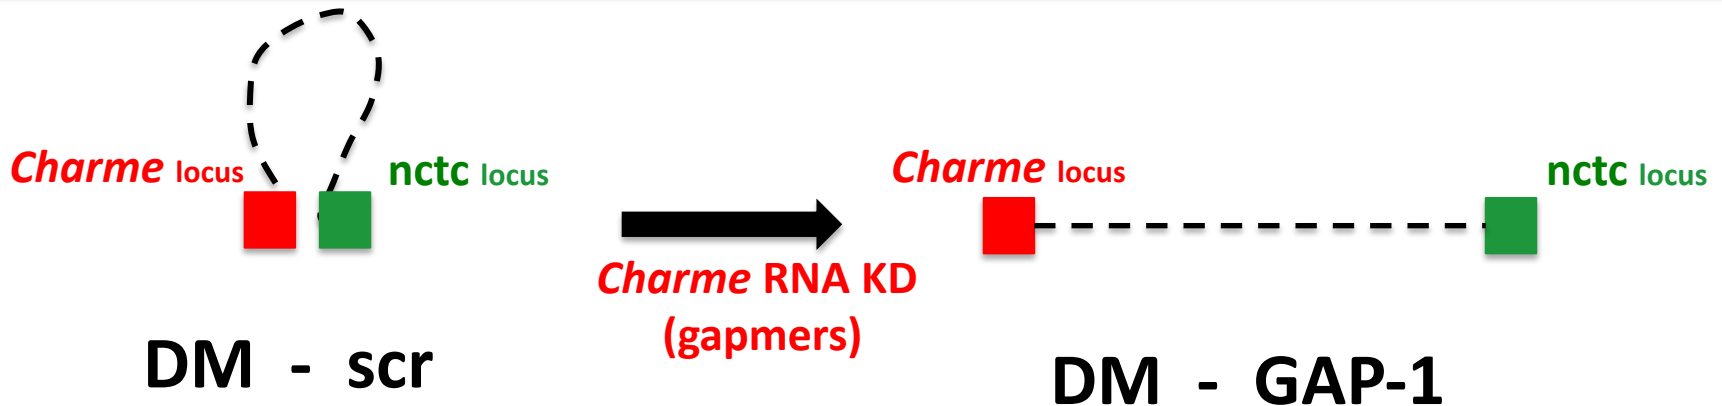 Charme locus
nctc locus
Charme RNA KD
(gapmers)
DM - scr
Charme locus
nctc locus
DM - GAP-1